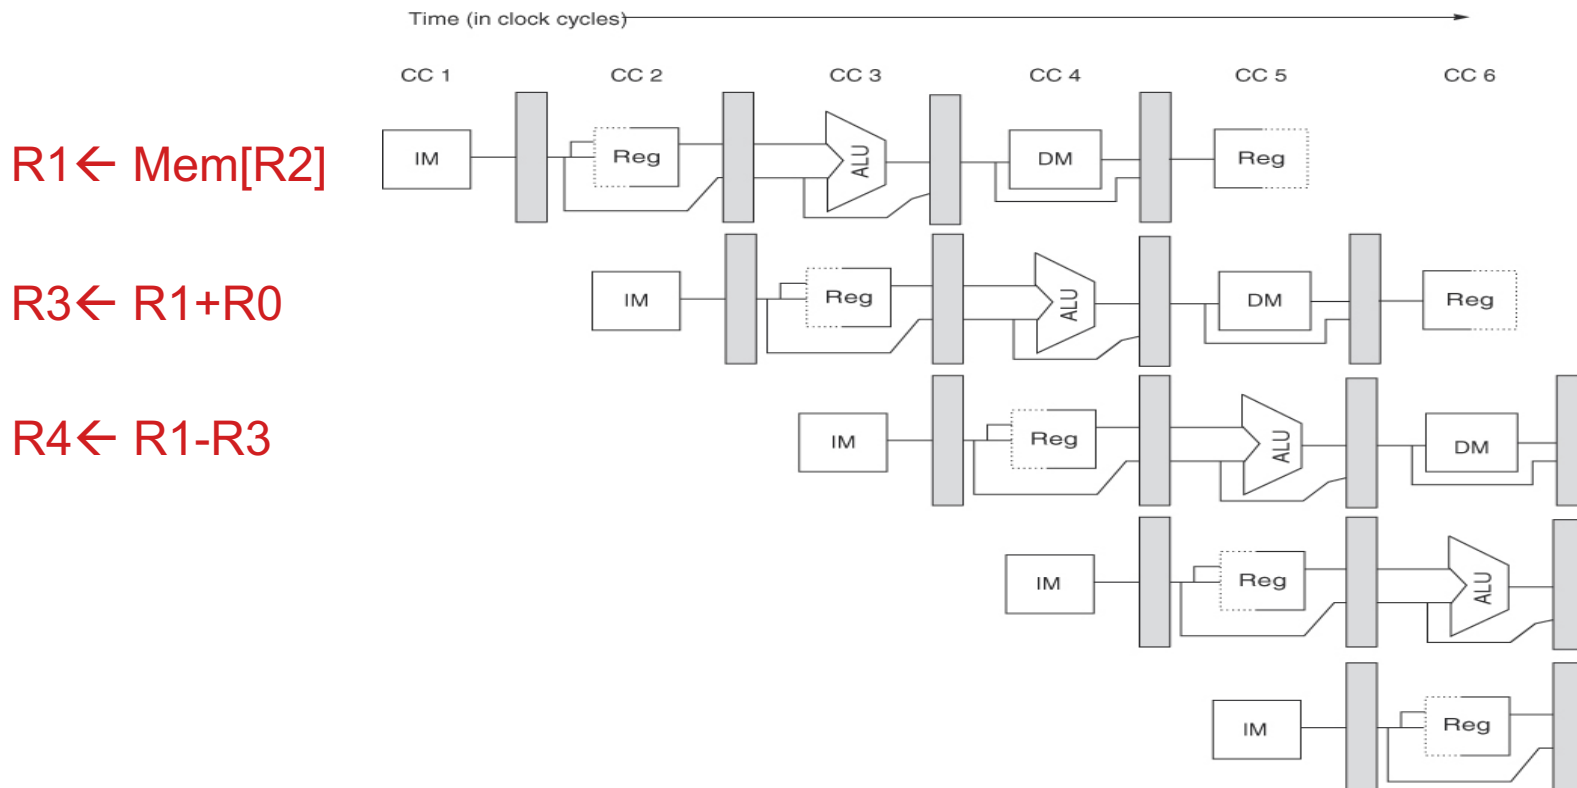 Time (in clock cycles)
CC 1 CC 2 CC 3 CC 4 CC 5 CC 6
R1← Mem[R2] IM Reg ALU DM Reg
R3← R1+R0 IM Reg ALU DM Reg
R4← R1-R3 IM Reg ALU DM
IM Reg ALU
IM Reg